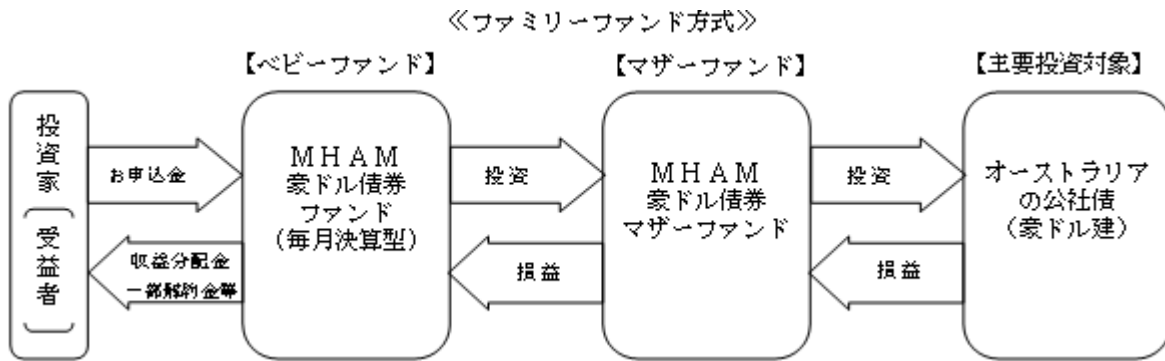 ≪ファミリーファンド方式≫
【ベビーファンド】
【マザーファンド】
【主要投資対象】
投資家（受益者）
お申込金
収益分配金
一部解約金等
ＭＨＡＭ
豪ドル債券
ファンド
（毎月決算型）
投資
損益
ＭＨＡＭ
豪ドル債券
マザーファンド
投資
損益
オーストラリア
の公社債
（豪ドル建）